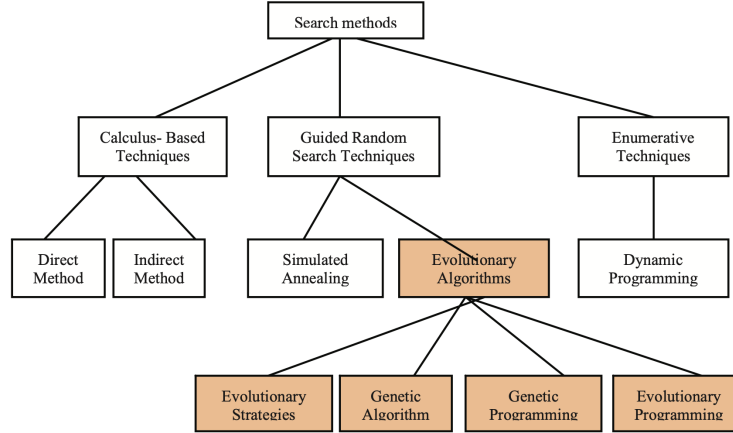 Search methods
Calculus- Based
Techniques
Guided Random
Search Techniques
Enumerative
Techniques
Direct
Method
Indirect
Method
Simulated
Annealing
Evolutionary
Algorithms
Dynamic
Programming
Evolutionary
Strategies
Genetic
Algorithm
Genetic
Programming
Evolutionary
Programming